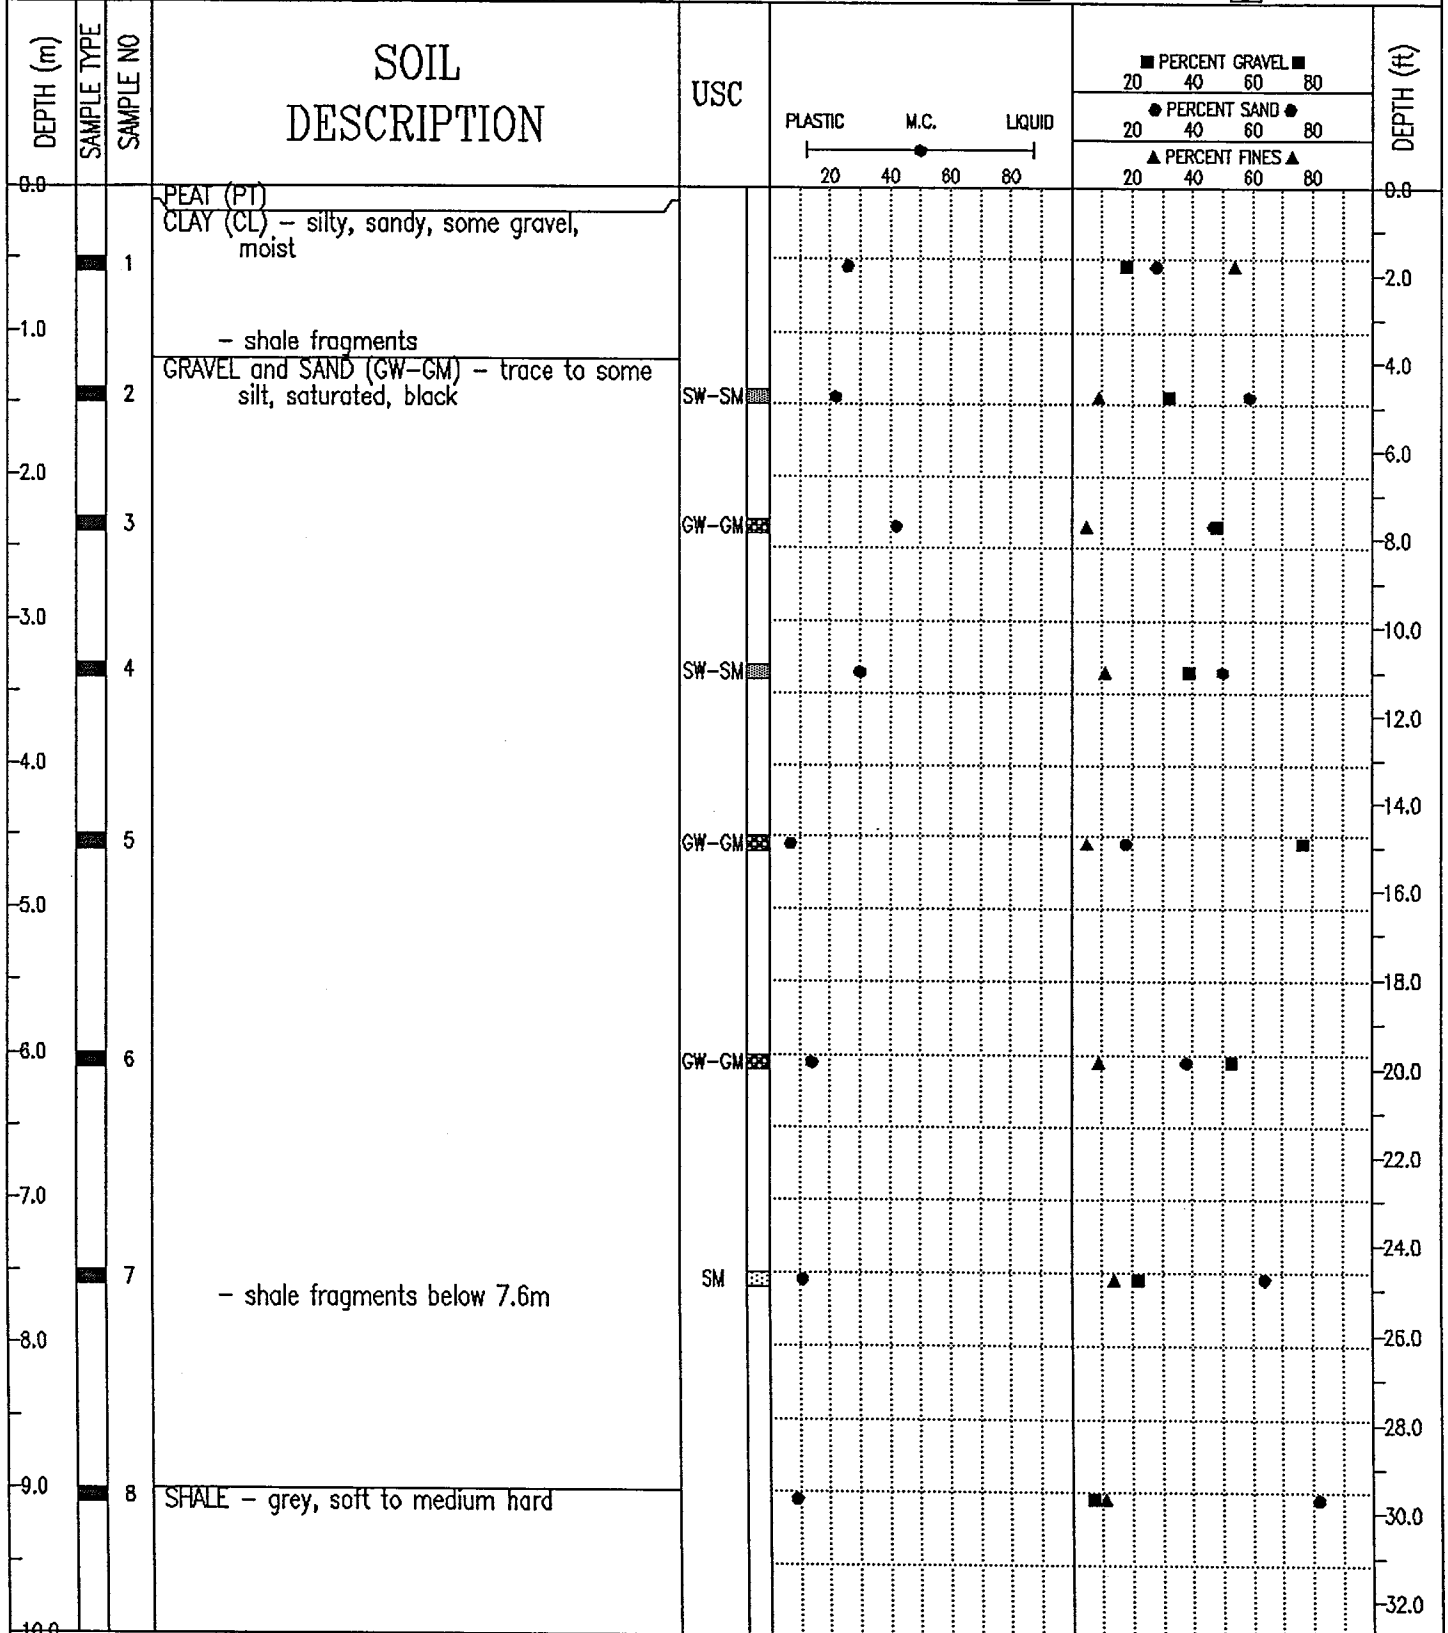 DEPTH (m)
SAMPLE TYPE
SAMPLE NO
SOIL
DESCRIPTION
USC
PLASTIC M.C. LIQUID
20 40 60 80
■ PERCENT GRAVEL ■
20 40 60 80
● PERCENT SAND ●
20 40 60 80
▲ PERCENT FINES ▲
20 40 60 80
DEPTH (ft)
0.0
PEAT (PT)
0.0
CLAY (CL) – silty, sandy, some gravel,
moist
1
2.0
1.0
– shale fragments
GRAVEL and SAND (GW-GM) – trace to some
4.0
2
silt, saturated, black
SW-SM
6.0
2.0
3
GW-GM
8.0
3.0
10.0
4
SW-SM
12.0
4.0
14.0
5
GW-GM
16.0
5.0
18.0
6.0
6
GW-GM
20.0
22.0
7.0
24.0
7
SM
– shale fragments below 7.6m
8.0
26.0
28.0
9.0
8
SHALE – grey, soft to medium hard
30.0
32.0
10.0